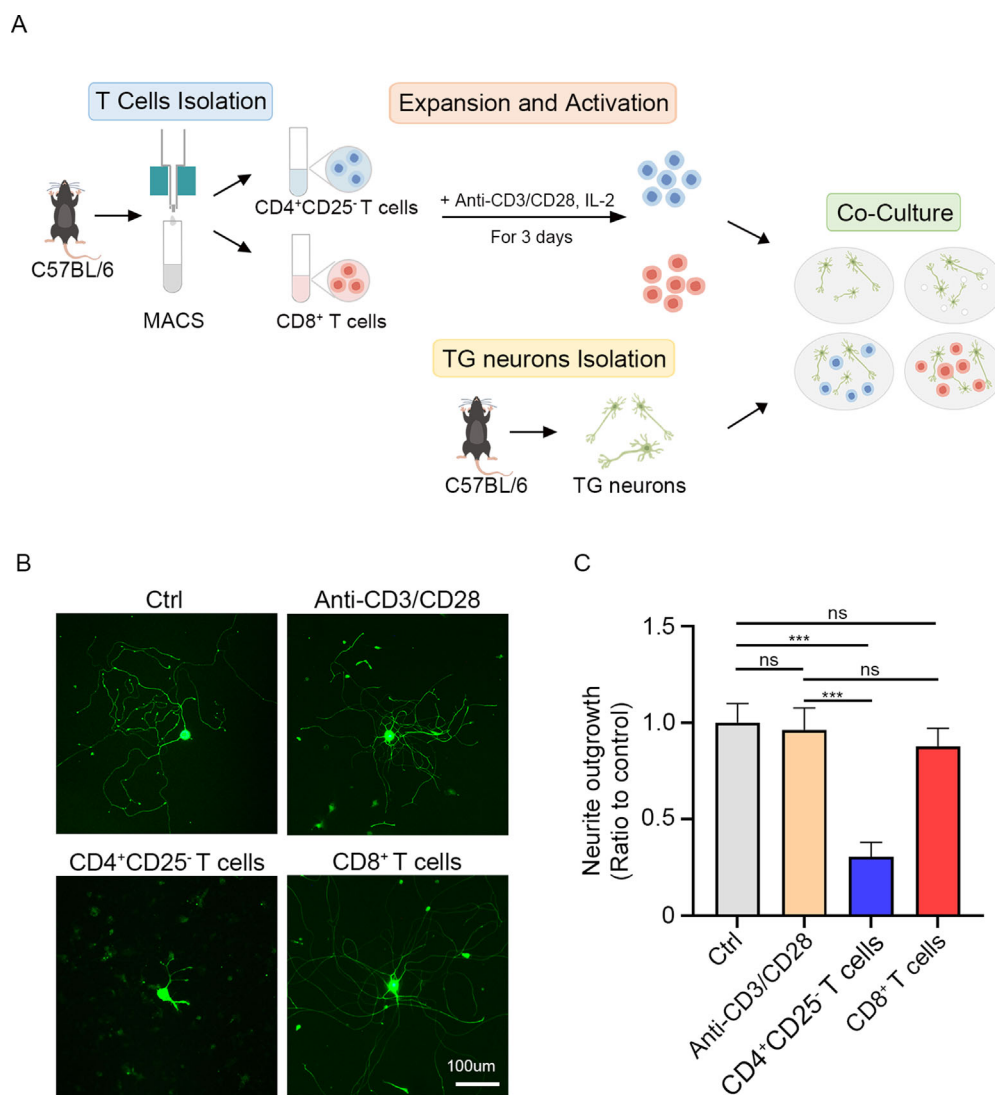 A
T Cells Isolation
Expansion and Activation
C57BL/6
MACS
CD4⁺CD25⁻ T cells
CD8⁺ T cells
+ Anti-CD3/CD28, IL-2
For 3 days
Co-Culture
TG neurons Isolation
C57BL/6
TG neurons
B
Ctrl
Anti-CD3/CD28
CD4⁺CD25⁻ T cells
CD8⁺ T cells
100um
C
Neurite outgrowth
(Ratio to control)
1.5
1.0
0.5
0
ns
***
ns
ns
***
Ctrl
Anti-CD3/CD28
CD4⁺CD25⁻ T cells
CD8⁺ T cells